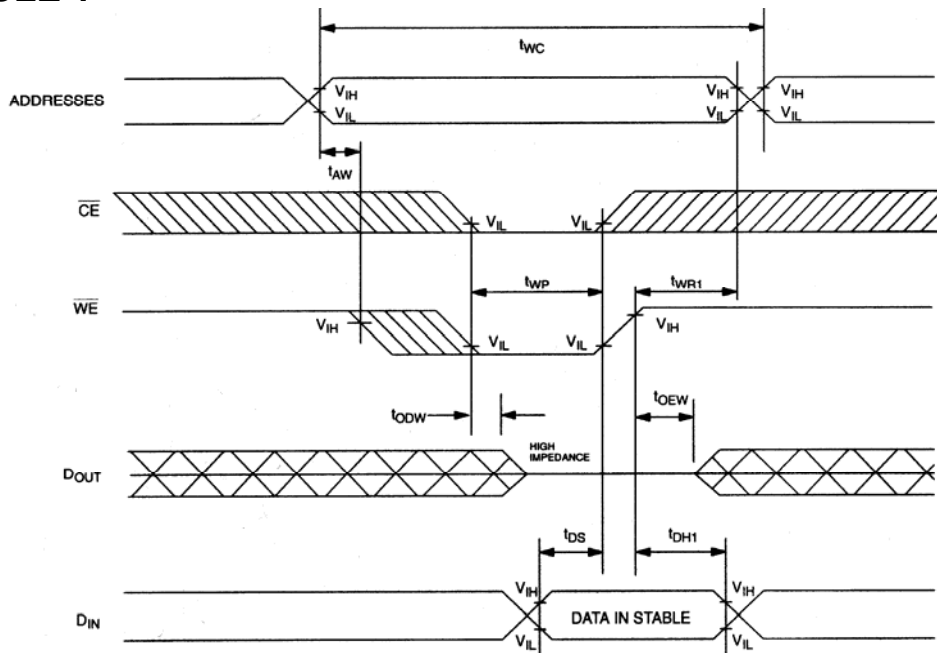 tWC
ADDRESSES
VIH VIH VIH
VIL VIL VIL
tAW
CE
VIL VIL
tWP tWR1
WE
VIH VIH
VIL VIL
tODW tOEW
HIGH
IMPEDANCE
DOUT
tDS tDH1
VIH VIH
DIN DATA IN STABLE
VIL VIL